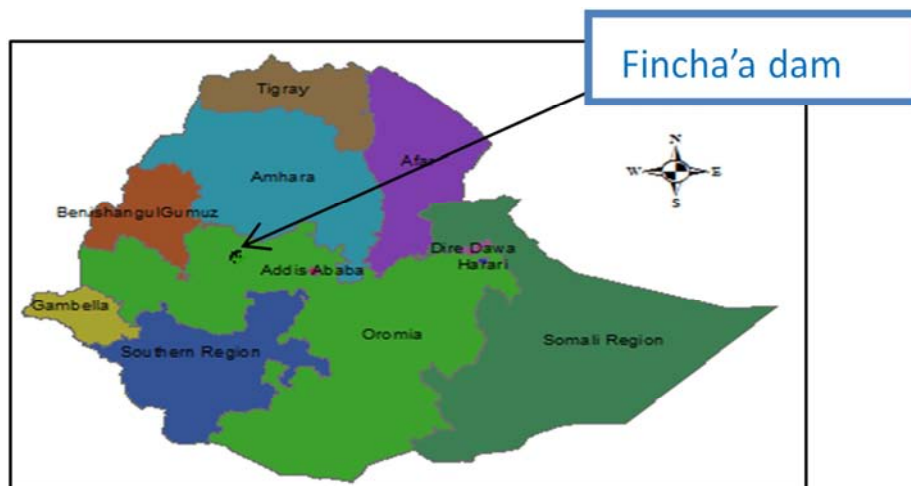 Fincha'a dam
Tigray
Afar
Amhara
N
W E
S
BenishangulGumuz
Dire Dawa
Harari
Addis Ababa
Gambella
Oromia
Southern Region
Somali Region